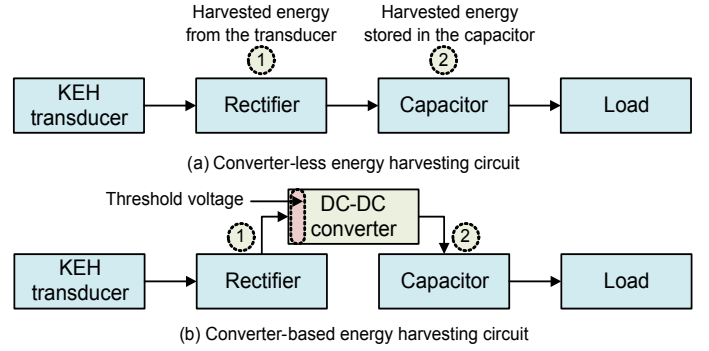 Harvested energy
from the transducer
Harvested energy
stored in the capacitor
1
2
KEH
transducer
Rectifier
Capacitor
Load
(a) Converter-less energy harvesting circuit
Threshold voltage
DC-DC
converter
1
2
KEH
transducer
Rectifier
Capacitor
Load
(b) Converter-based energy harvesting circuit